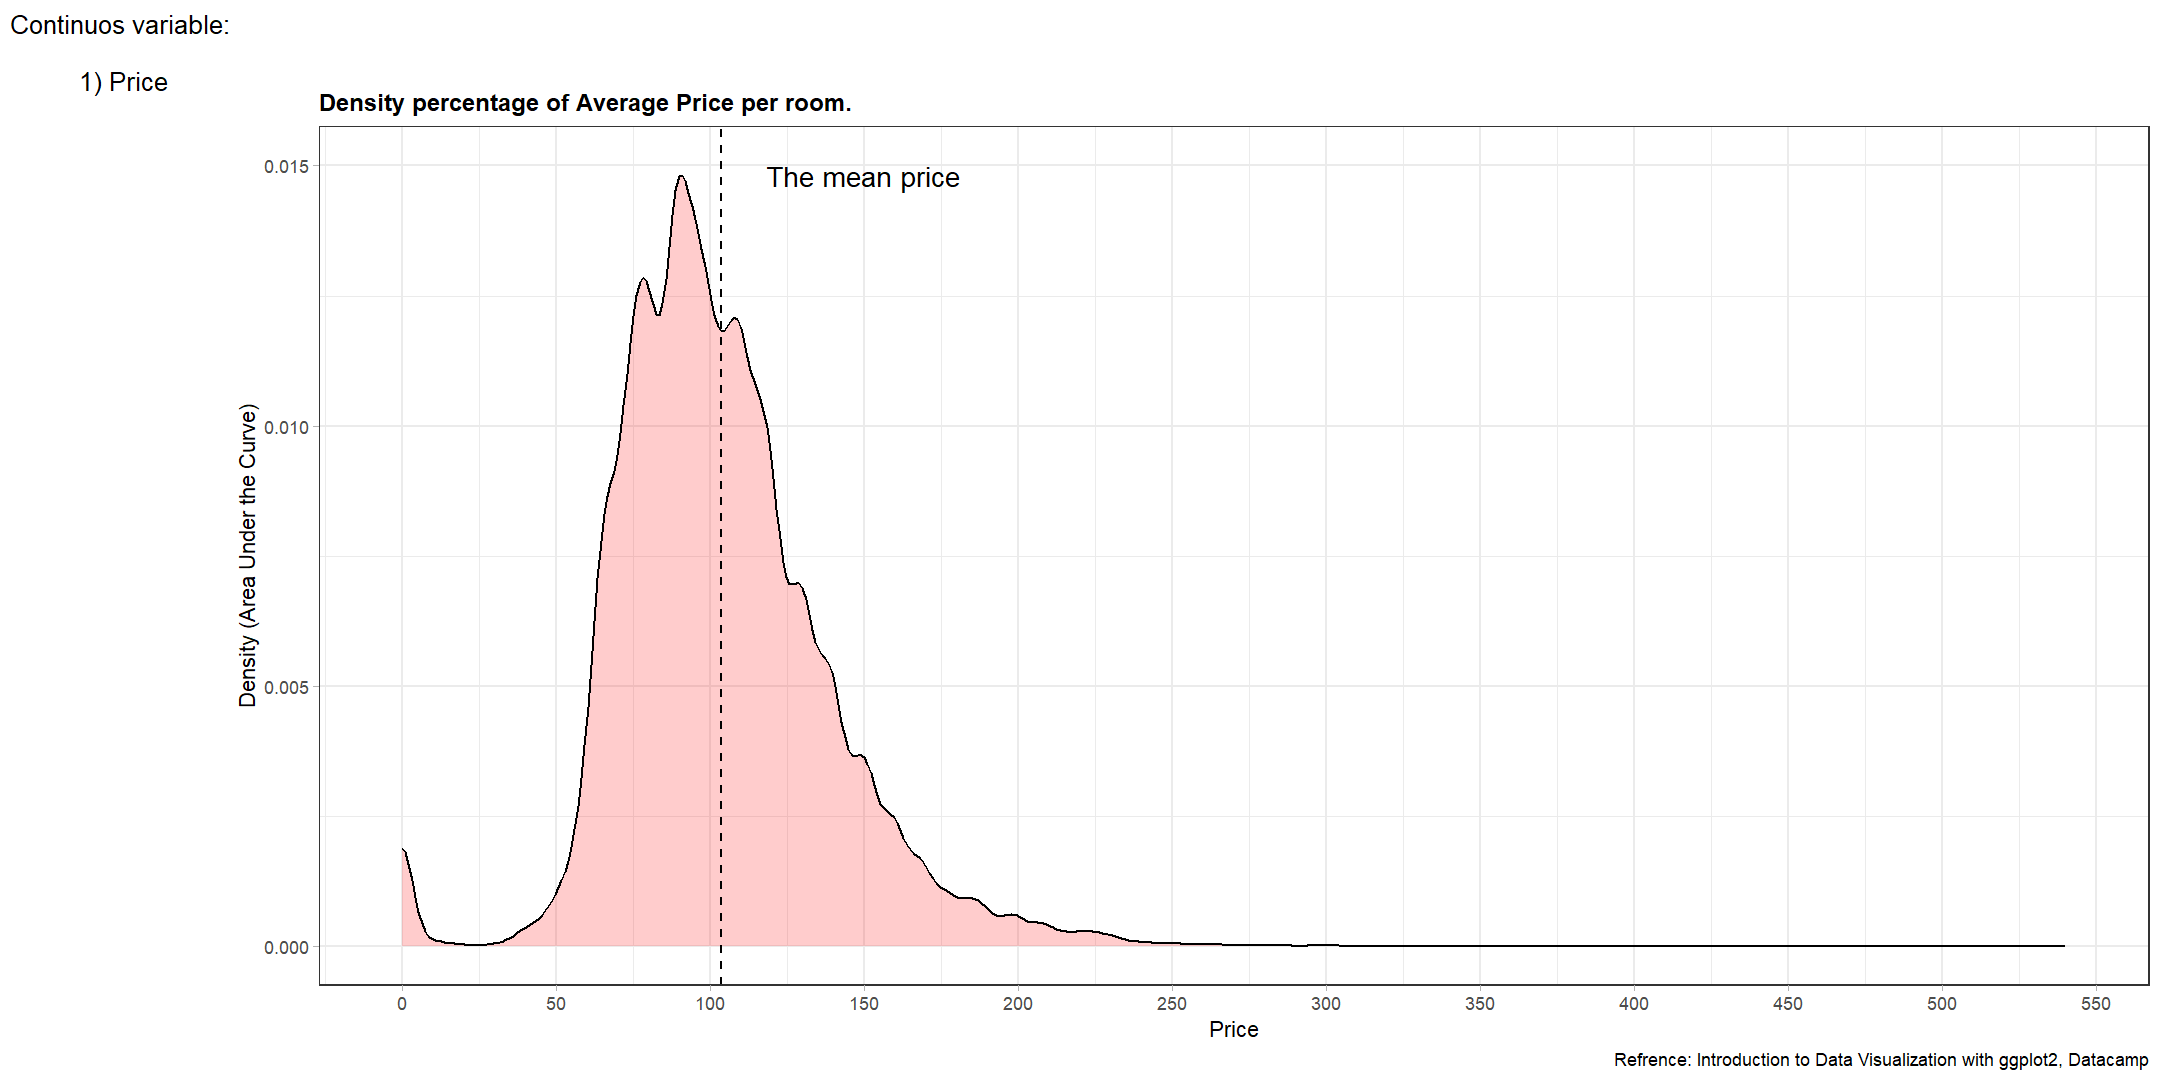 Continuos variable:
1) Price
Density percentage of Average Price per room.
The mean price
0.015
0.010
0.005
0.000
Density (Area Under the Curve)
0 50 100 150 200 250 300 350 400 450 500 550
Price
Refrence: Introduction to Data Visualization with ggplot2, Datacamp